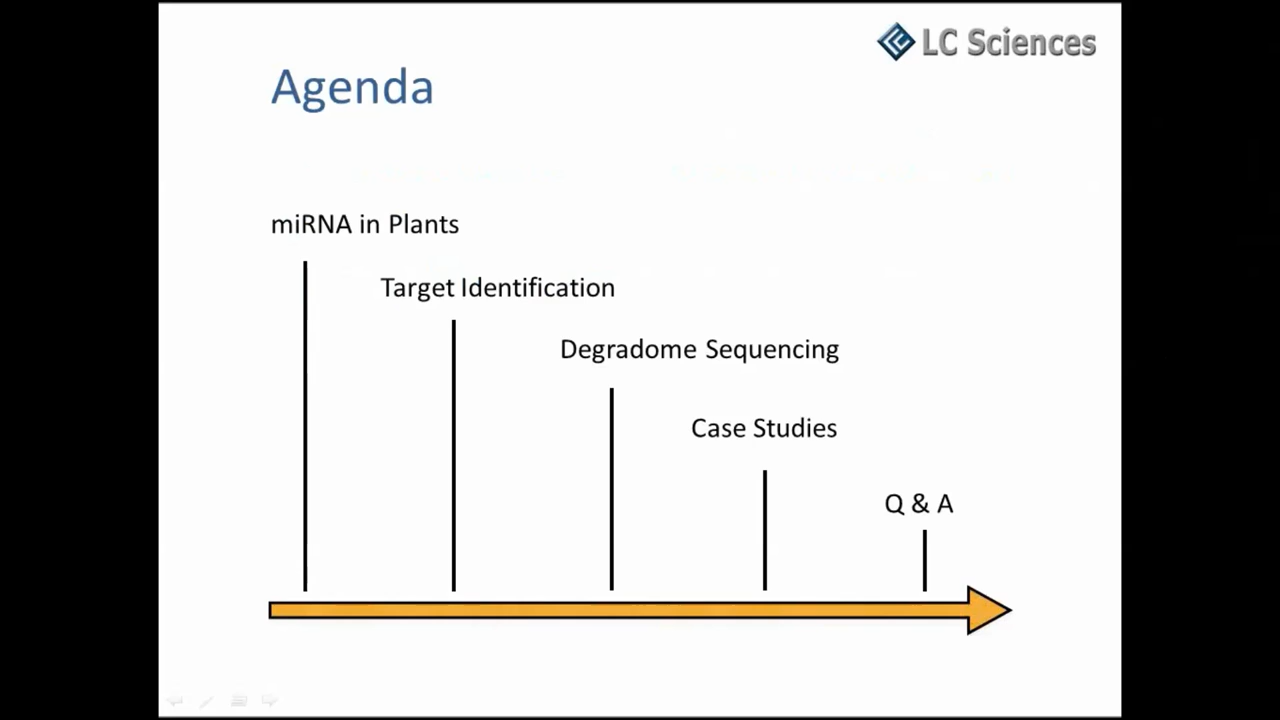 LC Sciences
Agenda
miRNA in Plants
Target Identification
Degradome Sequencing
Case Studies
Q & A